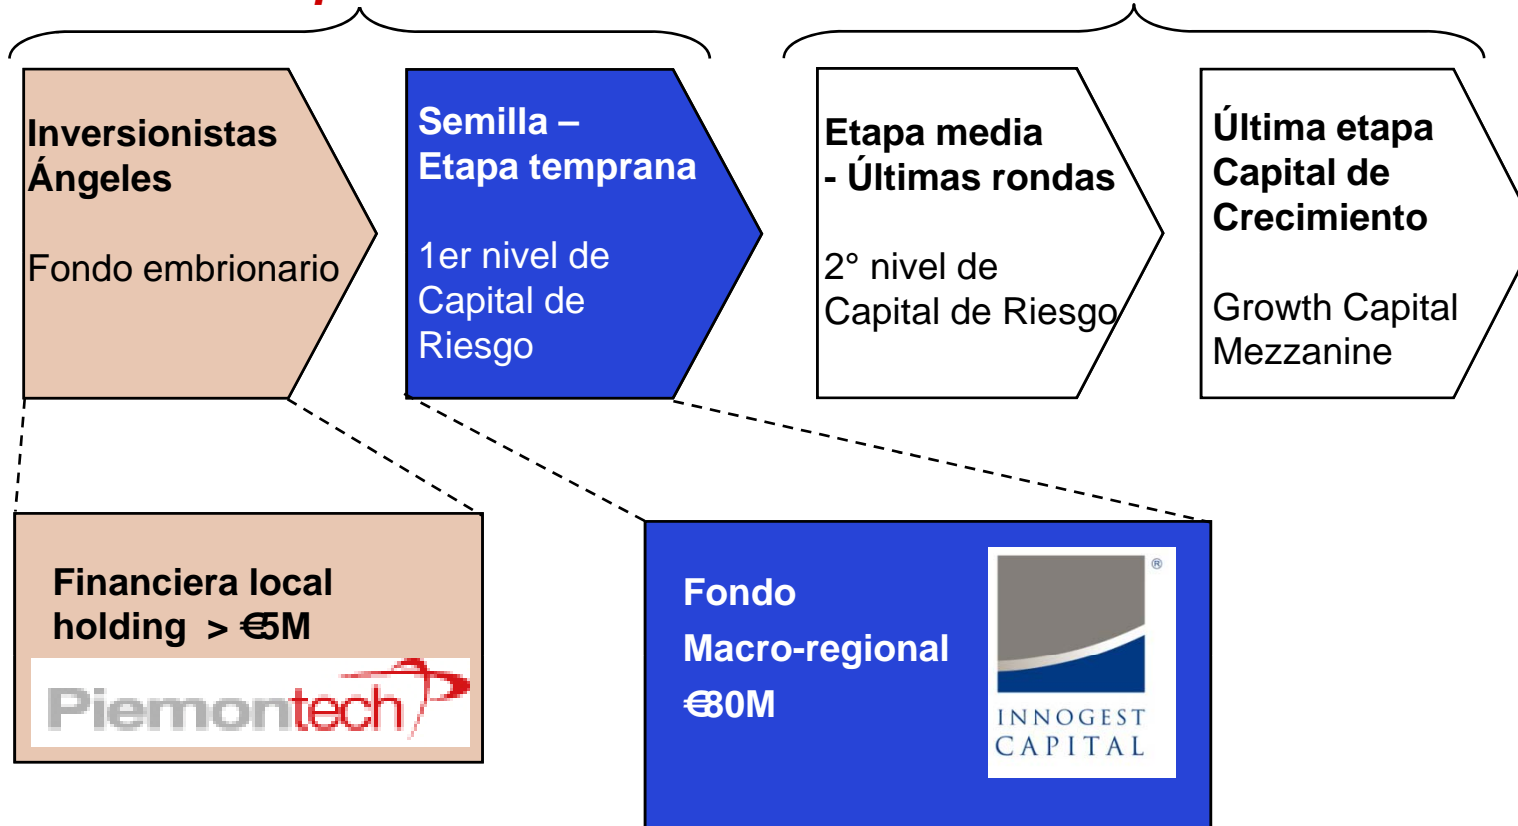 Inversionistas
Ángeles
Fondo embrionario
Semilla –
Etapa temprana
1er nivel de
Capital de
Riesgo
Etapa media
- Últimas rondas
2° nivel de
Capital de Riesgo
Última etapa
Capital de
Crecimiento
Growth Capital
Mezzanine
Financiera local
holding > €5M
Piemontech
Fondo
Macro-regional
€80M
®
INNOGEST
CAPITAL